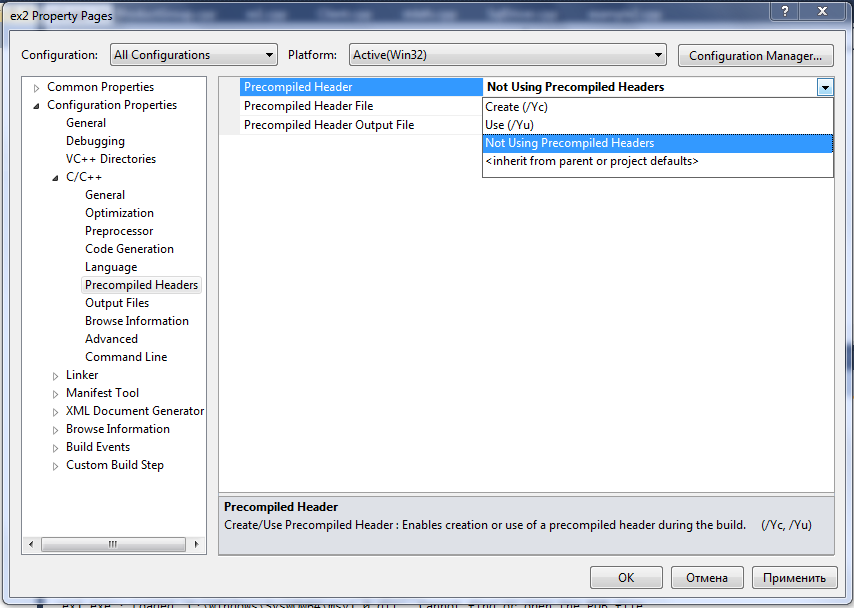 ex2 Property Pages
Configuration: All Configurations Platform: Active(Win32) Configuration Manager...
Common Properties
Configuration Properties
General
Debugging
VC++ Directories
C/C++
General
Optimization
Preprocessor
Code Generation
Language
Precompiled Headers
Output Files
Browse Information
Advanced
Command Line
Linker
Manifest Tool
XML Document Generator
Browse Information
Build Events
Custom Build Step
Precompiled Header Not Using Precompiled Headers
Precompiled Header File
Precompiled Header Output File
Create (/Yc)
Use (/Yu)
Not Using Precompiled Headers
<inherit from parent or project defaults>
Precompiled Header
Create/Use Precompiled Header : Enables creation or use of a precompiled header during the build. (/Yc, /Yu)
OK Отмена Применить